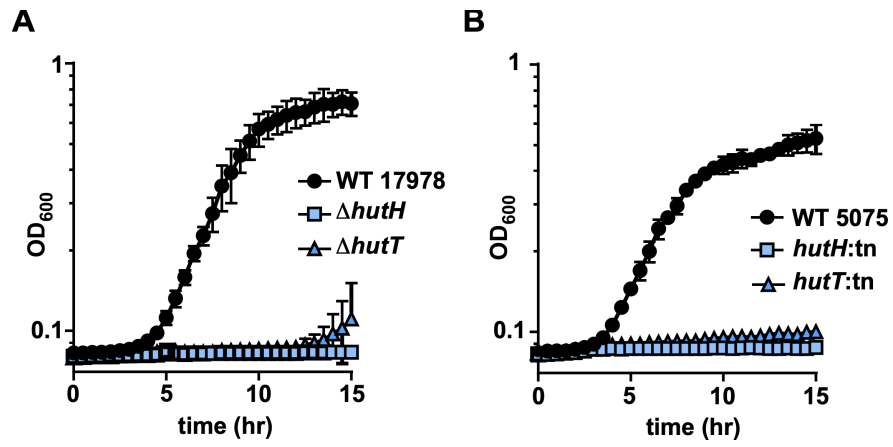 A
1
OD600
0.1
0 5 10 15
time (hr)
WT 17978
ΔhutH
ΔhutT
B
1
OD600
0.1
0 5 10 15
time (hr)
WT 5075
hutH:tn
hutT:tn